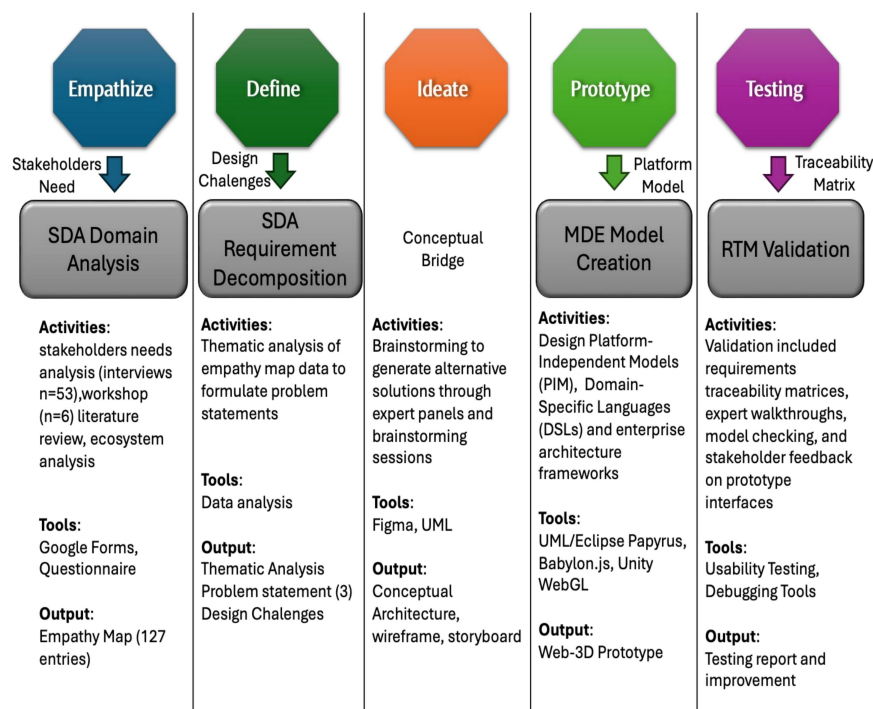 Empathize
Stakeholders
Need
SDA Domain
Analysis
Activities:
stakeholders needs
analysis (interviews
n=53),workshop
(n=6) literature
review, ecosystem
analysis
Tools:
Google Forms,
Questionnaire
Output:
Empathy Map (127
entries)
Define
Design
Chalenges
SDA
Requirement
Decomposition
Activities:
Thematic analysis of
empathy map data to
formulate problem
statements
Tools:
Data analysis
Output:
Thematic Analysis
Problem statement (3)
Design Chalenges
Ideate
Conceptual
Bridge
Activities:
Brainstorming to
generate alternative
solutions through
expert panels and
brainstorming
sessions
Tools:
Figma, UML
Output:
Conceptual
Architecture,
wireframe, storyboard
Prototype
Platform
Model
MDE Model
Creation
Activities:
Design Platform-
Independent Models
(PIM), Domain-
Specific Languages
(DSLs) and enterprise
architecture
frameworks
Tools:
UML/Eclipse Papyrus,
Babylon.js, Unity
WebGL
Output:
Web-3D Prototype
Testing
Traceability
Matrix
RTM Validation
Activities:
Validation included
requirements
traceability matrices,
expert walkthroughs,
model checking, and
stakeholder feedback
on prototype
interfaces
Tools:
Usability Testing,
Debugging Tools
Output:
Testing report and
improvement